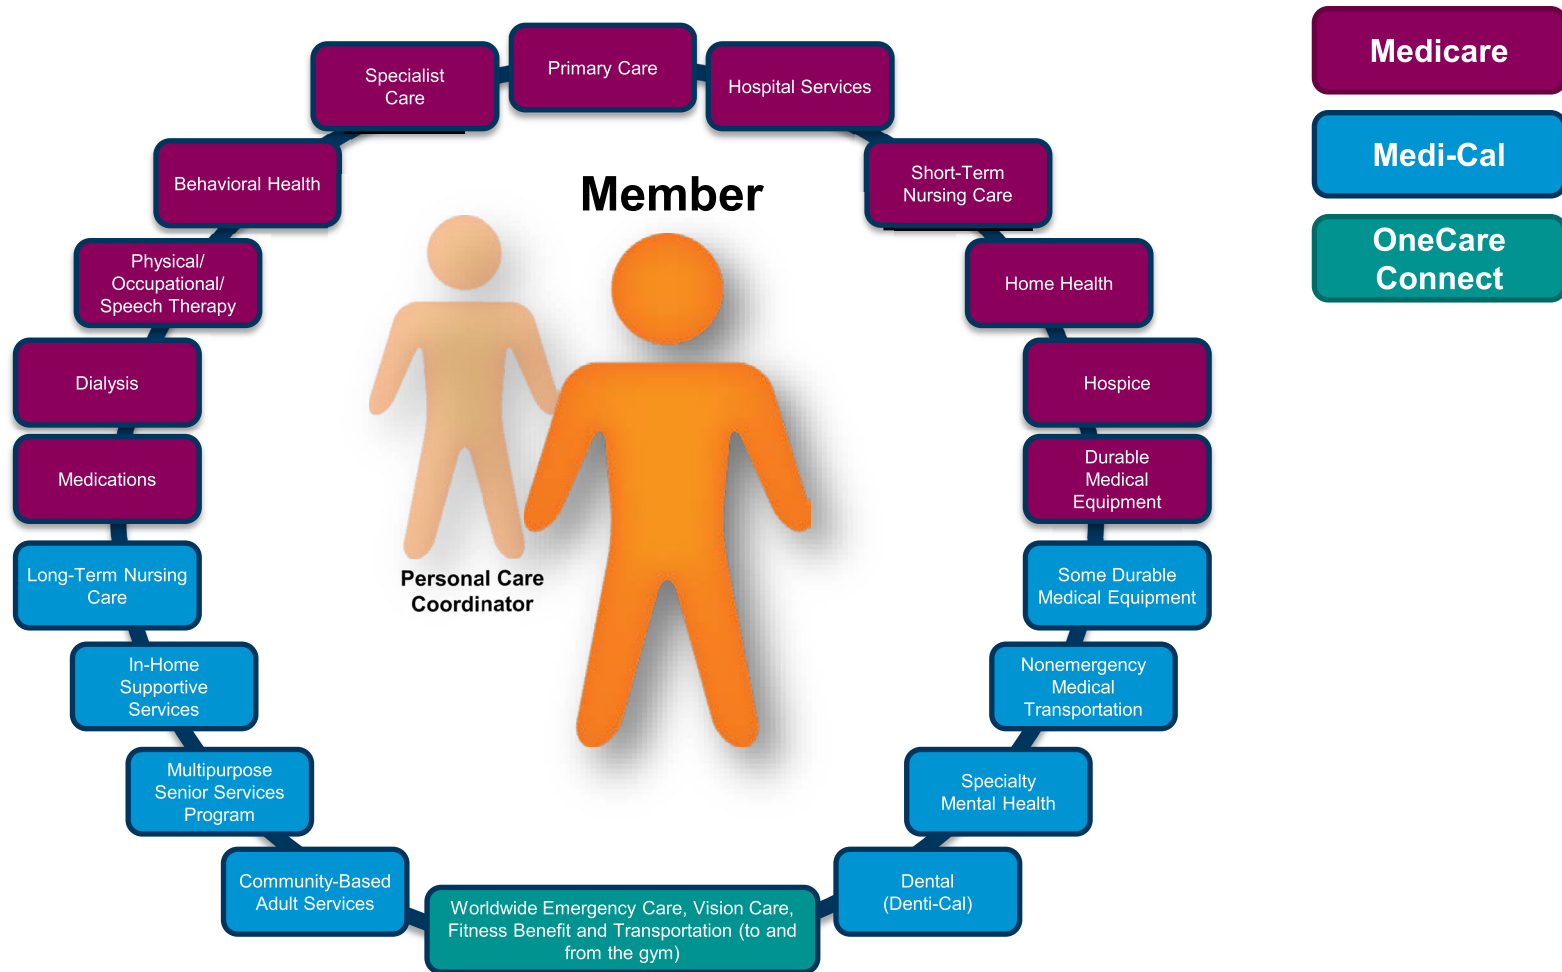 Primary Care
Specialist
Care
Hospital Services
Behavioral Health
Short-Term
Nursing Care
Physical/
Occupational/
Speech Therapy
Home Health
Dialysis
Hospice
Medications
Durable
Medical
Equipment
Long-Term Nursing
Care
Some Durable
Medical Equipment
In-Home
Supportive
Services
Nonemergency
Medical
Transportation
Multipurpose
Senior Services
Program
Specialty
Mental Health
Community-Based
Adult Services
Dental
(Denti-Cal)
Worldwide Emergency Care, Vision Care,
Fitness Benefit and Transportation (to and
from the gym)
Member
Personal Care
Coordinator
Medicare
Medi-Cal
OneCare
Connect